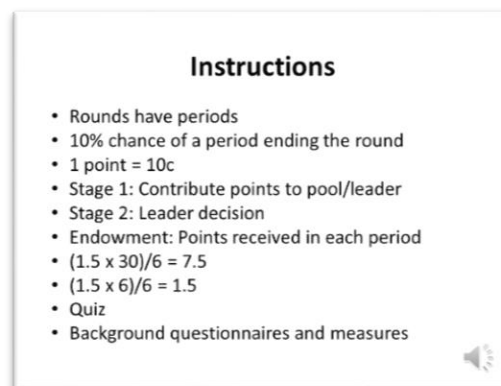 Instructions
• Rounds have periods
• 10% chance of a period ending the round
• 1 point = 10c
• Stage 1: Contribute points to pool/leader
• Stage 2: Leader decision
• Endowment: Points received in each period
• (1.5 x 30)/6 = 7.5
• (1.5 x 6)/6 = 1.5
• Quiz
• Background questionnaires and measures